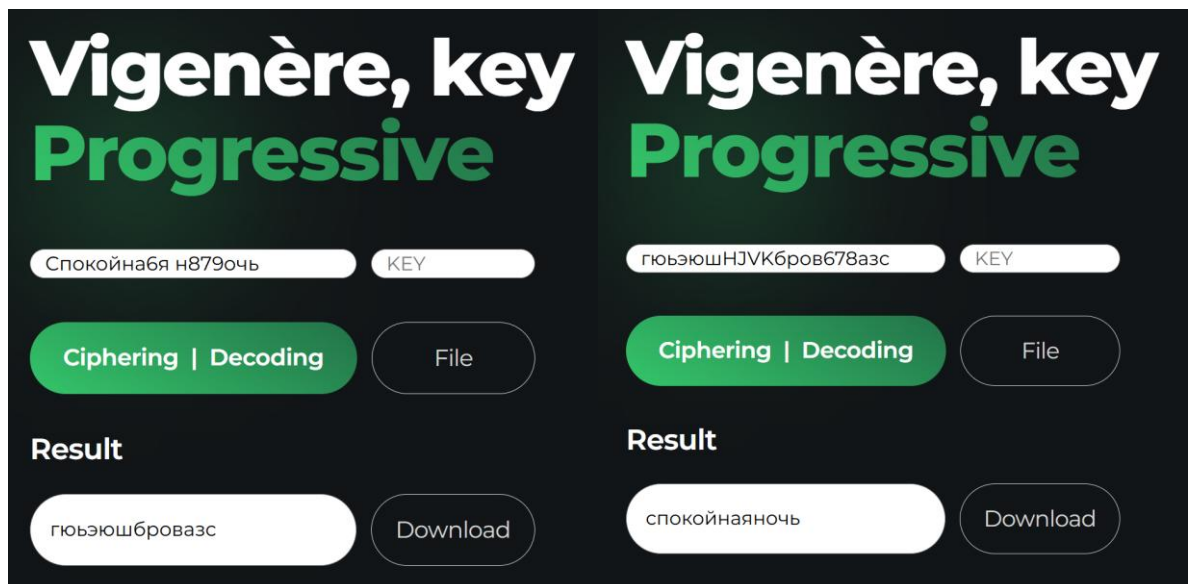 Vigenère, key
Progressive
Спокойна6я н879очь
KEY
Ciphering | Decoding
File
Result
гюьэюшбровазс
Download
Vigenère, key
Progressive
гюьэюшHJVKбров678азс
KEY
Ciphering | Decoding
File
Result
спокойнаяночь
Download